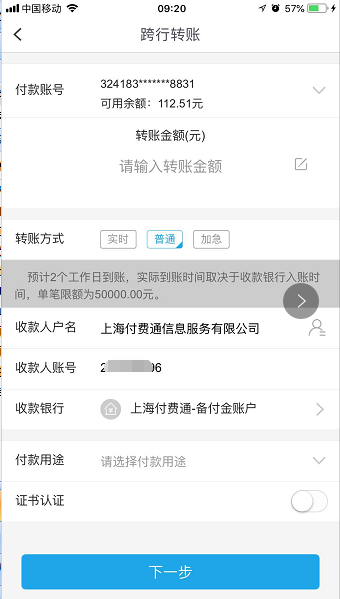 中国移动 09:20 57%
跨行转账
付款账号 324183*******8831
可用余额：112.51元
转账金额(元)
请输入转账金额
转账方式 实时 普通 加急
预计2个工作日到账，实际到账时间取决于收款银行入账时
间，单笔限额为50000.00元。
收款人户名 上海付费通信息服务有限公司
收款人账号 2 96
收款银行 上海付费通-备付金账户
付款用途 请选择付款用途
证书认证
下一步